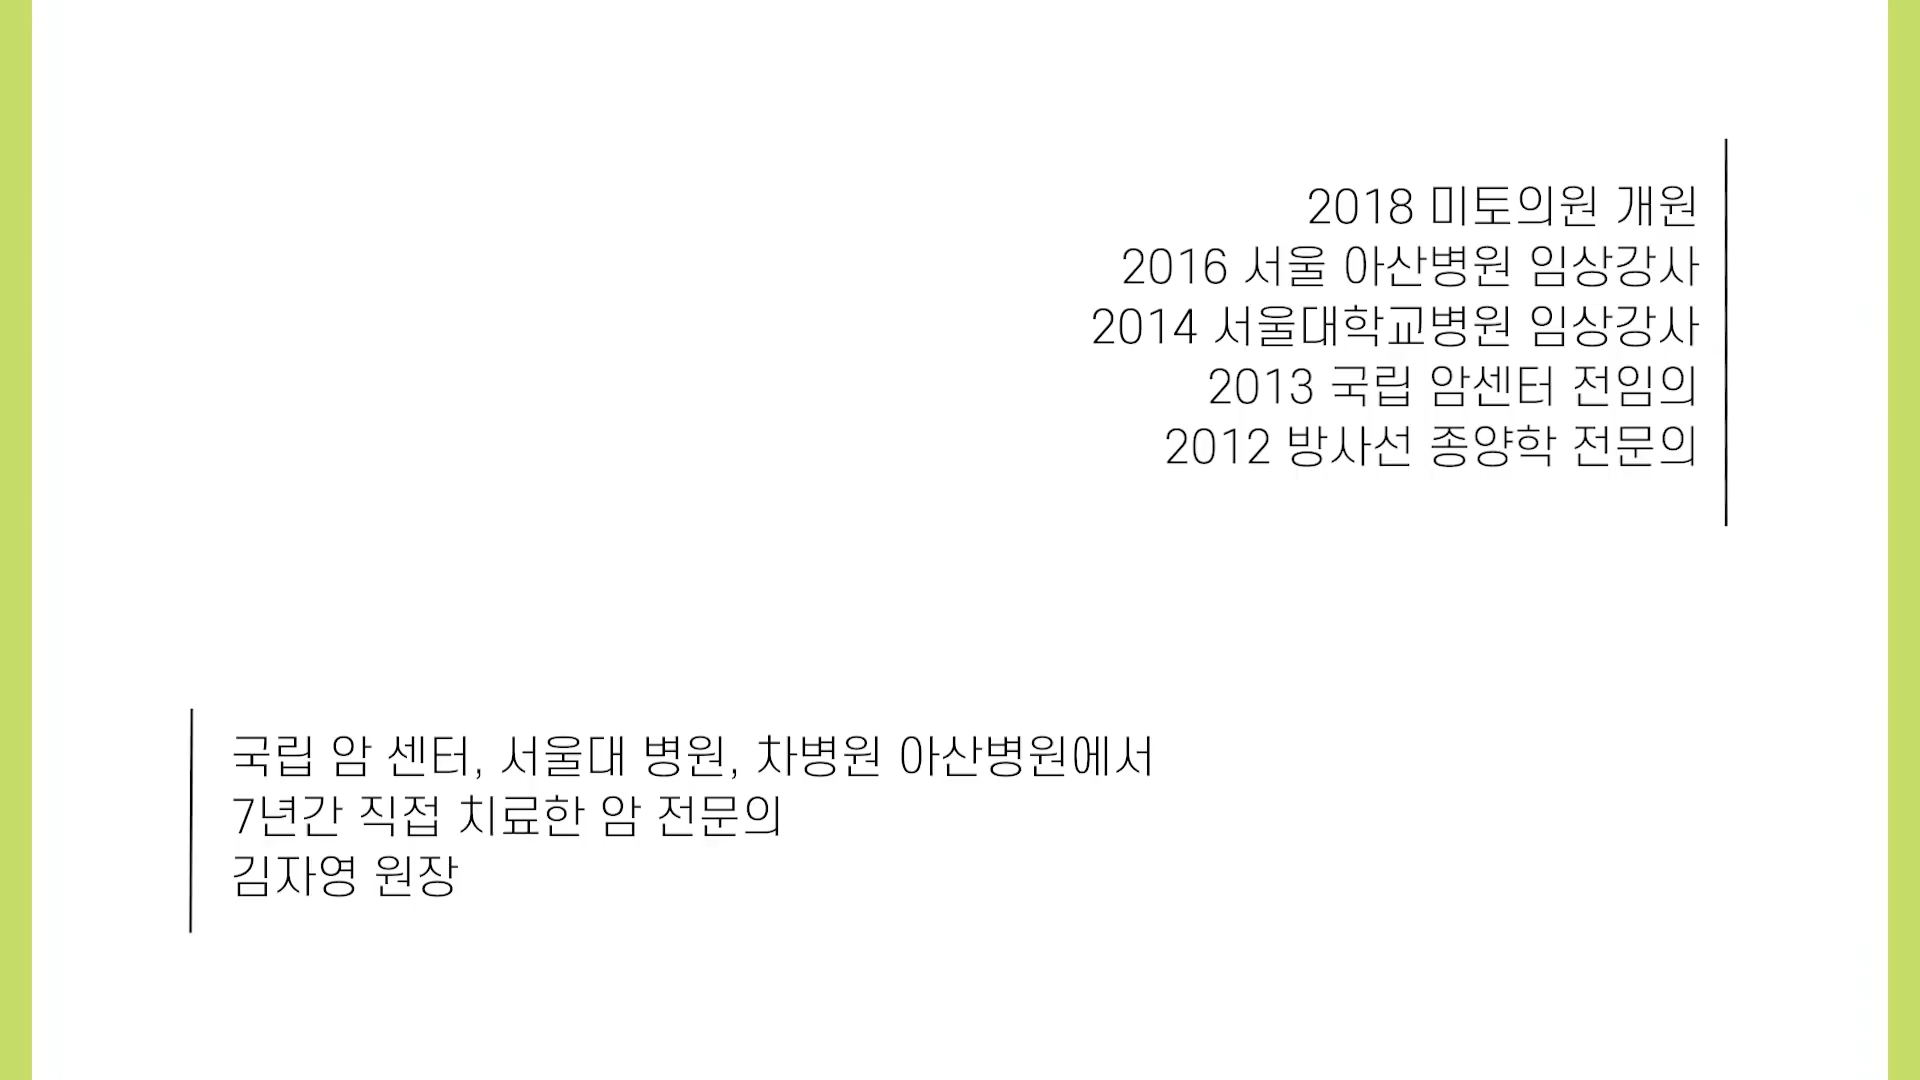 2018 미토의원 개원
2016 서울 아산병원 임상강사
2014 서울대학교병원 임상강사
2013 국립 암센터 전임의
2012 방사선 종양학 전문의
국립 암 센터, 서울대 병원, 차병원 아산병원에서
7년간 직접 치료한 암 전문의
김자영 원장